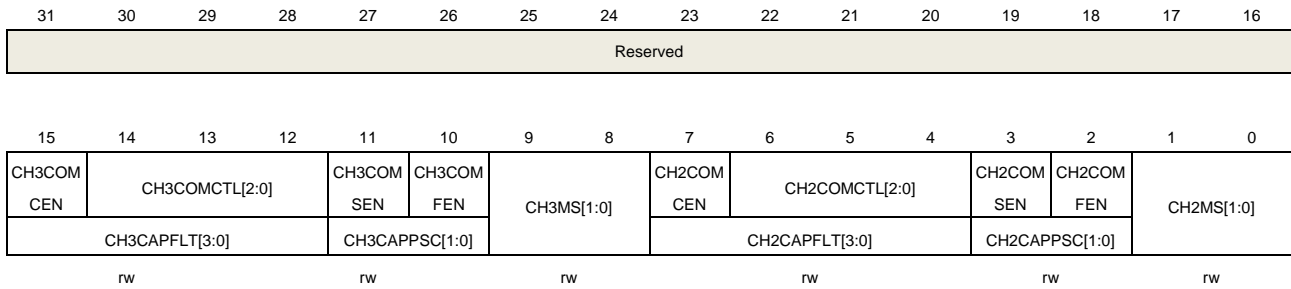 31 30 29 28 27 26 25 24 23 22 21 20 19 18 17 16
Reserved
15 14 13 12 11 10 9 8 7 6 5 4 3 2 1 0
CH3COM CEN CH3COMCTL[2:0] CH3COM SEN CH3COM FEN CH3MS[1:0] CH2COM CEN CH2COMCTL[2:0] CH2COM SEN CH2COM FEN CH2MS[1:0]
CH3CAPFLT[3:0] CH3CAPPSC[1:0] CH2CAPFLT[3:0] CH2CAPPSC[1:0]
rw rw rw rw rw rw